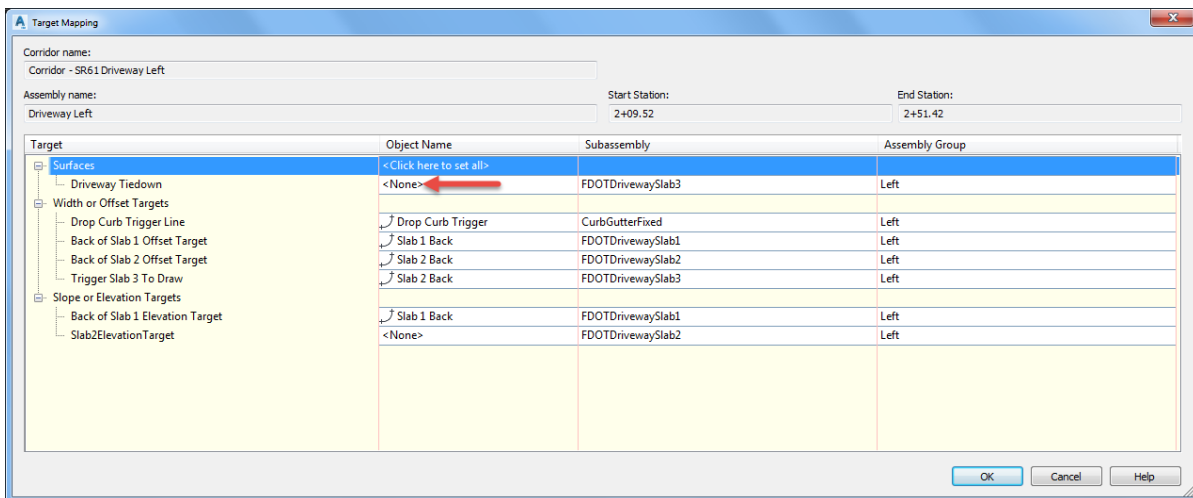 Target Mapping
Corridor name:
Corridor - SR61 Driveway Left
Assembly name: Start Station: End Station:
Driveway Left 2+09.52 2+51.42
Target Object Name Subassembly Assembly Group
Surfaces <Click here to set all>
Driveway Tiedown <None> FDOTDrivewaySlab3 Left
Width or Offset Targets
Drop Curb Trigger Line Drop Curb Trigger CurbGutterFixed Left
Back of Slab 1 Offset Target Slab 1 Back FDOTDrivewaySlab1 Left
Back of Slab 2 Offset Target Slab 2 Back FDOTDrivewaySlab2 Left
Trigger Slab 3 To Draw Slab 2 Back FDOTDrivewaySlab3 Left
Slope or Elevation Targets
Back of Slab 1 Elevation Target Slab 1 Back FDOTDrivewaySlab1 Left
Slab2ElevationTarget <None> FDOTDrivewaySlab2 Left
OK Cancel Help